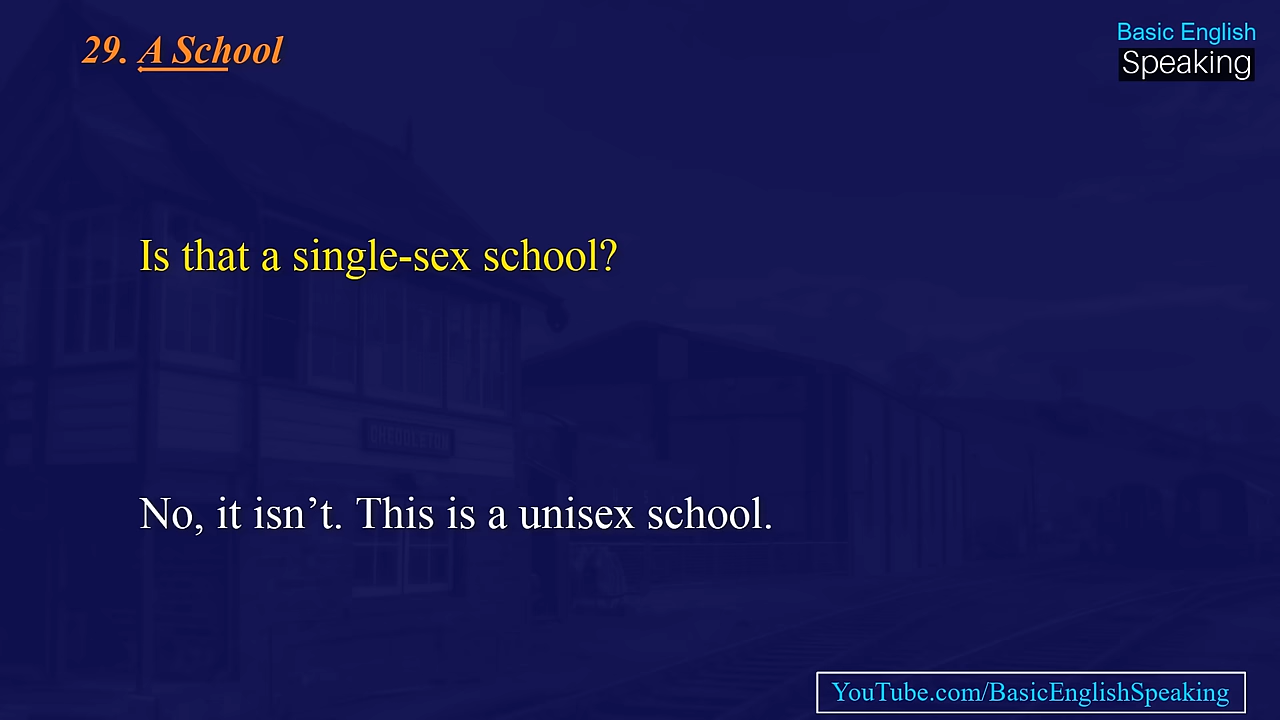 29. A School
Basic English
Speaking
Is that a single-sex school?
CHEDDLETON
No, it isn’t. This is a unisex school.
YouTube.com/BasicEnglishSpeaking